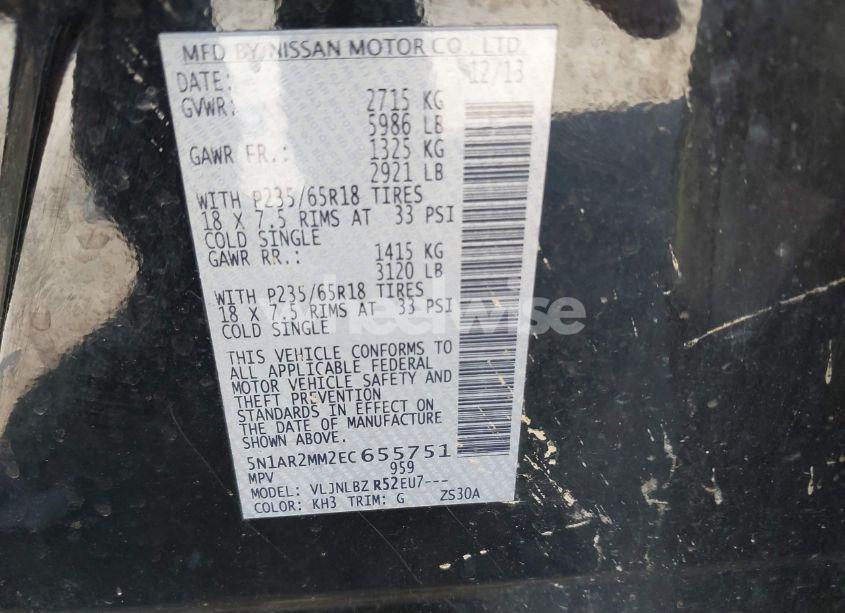 MFD BY NISSAN MOTOR CO., LTD.
DATE: 12/13
GVWR: 2715 KG
5986 LB
GAWR FR.: 1325 KG
2921 LB
WITH P235/65R18 TIRES
18 X 7.5 RIMS AT 33 PSI
COLD SINGLE
GAWR RR.: 1415 KG
3120 LB
WITH P235/65R18 TIRES
18 X 7.5 RIMS AT 33 PSI
COLD SINGLE
THIS VEHICLE CONFORMS TO
ALL APPLICABLE FEDERAL
MOTOR VEHICLE SAFETY AND
THEFT PREVENTION
STANDARDS IN EFFECT ON
THE DATE OF MANUFACTURE
SHOWN ABOVE.
5N1AR2MM2EC655751
MPV 959
MODEL: VLJNLBZ R52EU7---
COLOR: KH3 TRIM: G ZS30A
wheelwise